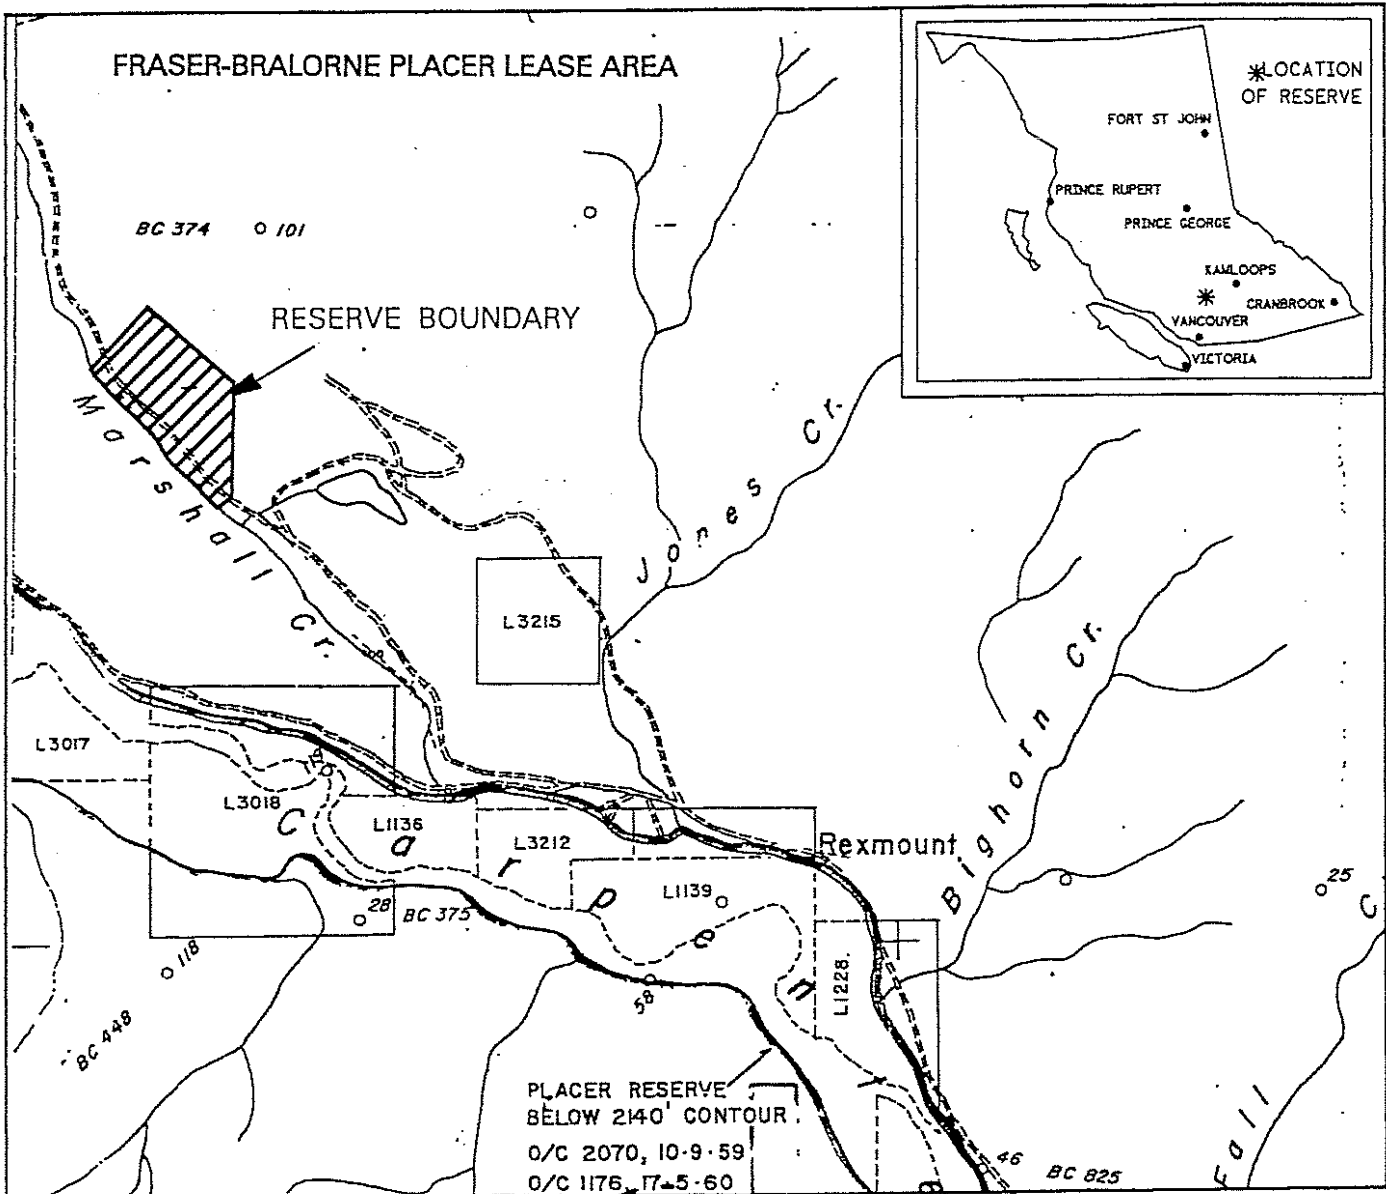 FRASER-BRALORNE PLACER LEASE AREA
*LOCATION
OF RESERVE
FORT ST JOHN
PRINCE RUPERT
PRINCE GEORGE
KAMLOOPS
CRANBROOK
VANCOUVER
VICTORIA
BC 374
101
RESERVE BOUNDARY
Marshall Cr.
Jones Cr.
L3215
Bighorn Cr.
L3017
L3018
L1136
L3212
Rexmount
L1139
Carpen
28
BC 375
25
118
58
L1228
BC 448
PLACER RESERVE
BELOW 2140' CONTOUR
O/C 2070, 10-9-59
O/C 1176, 17-5-60
46
BC 825
Fall C